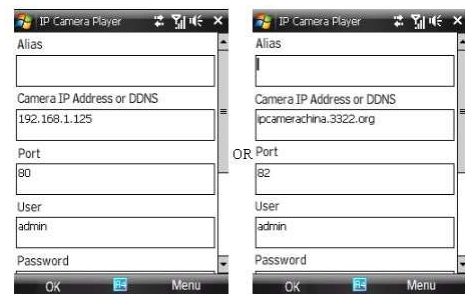 IP Camera Player
Alias
Camera IP Address or DDNS
192.168.1.125
Port
80
User
admin
Password
OK
Menu
OR
IP Camera Player
Alias
Camera IP Address or DDNS
ipcamerachina.3322.org
Port
82
User
admin
Password
OK
Menu